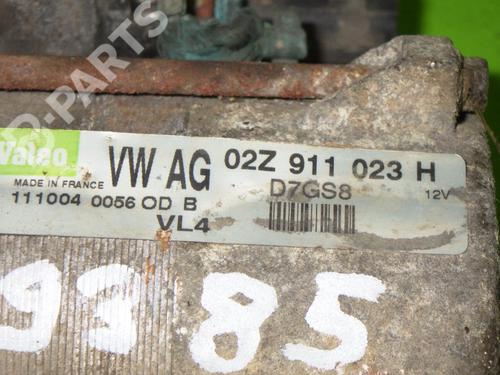 B-PARTS
Valeo
VW AG 02Z 911 023 H
MADE IN FRANCE
D7GS8
12V
111004 0056 OD B
VL4
9385